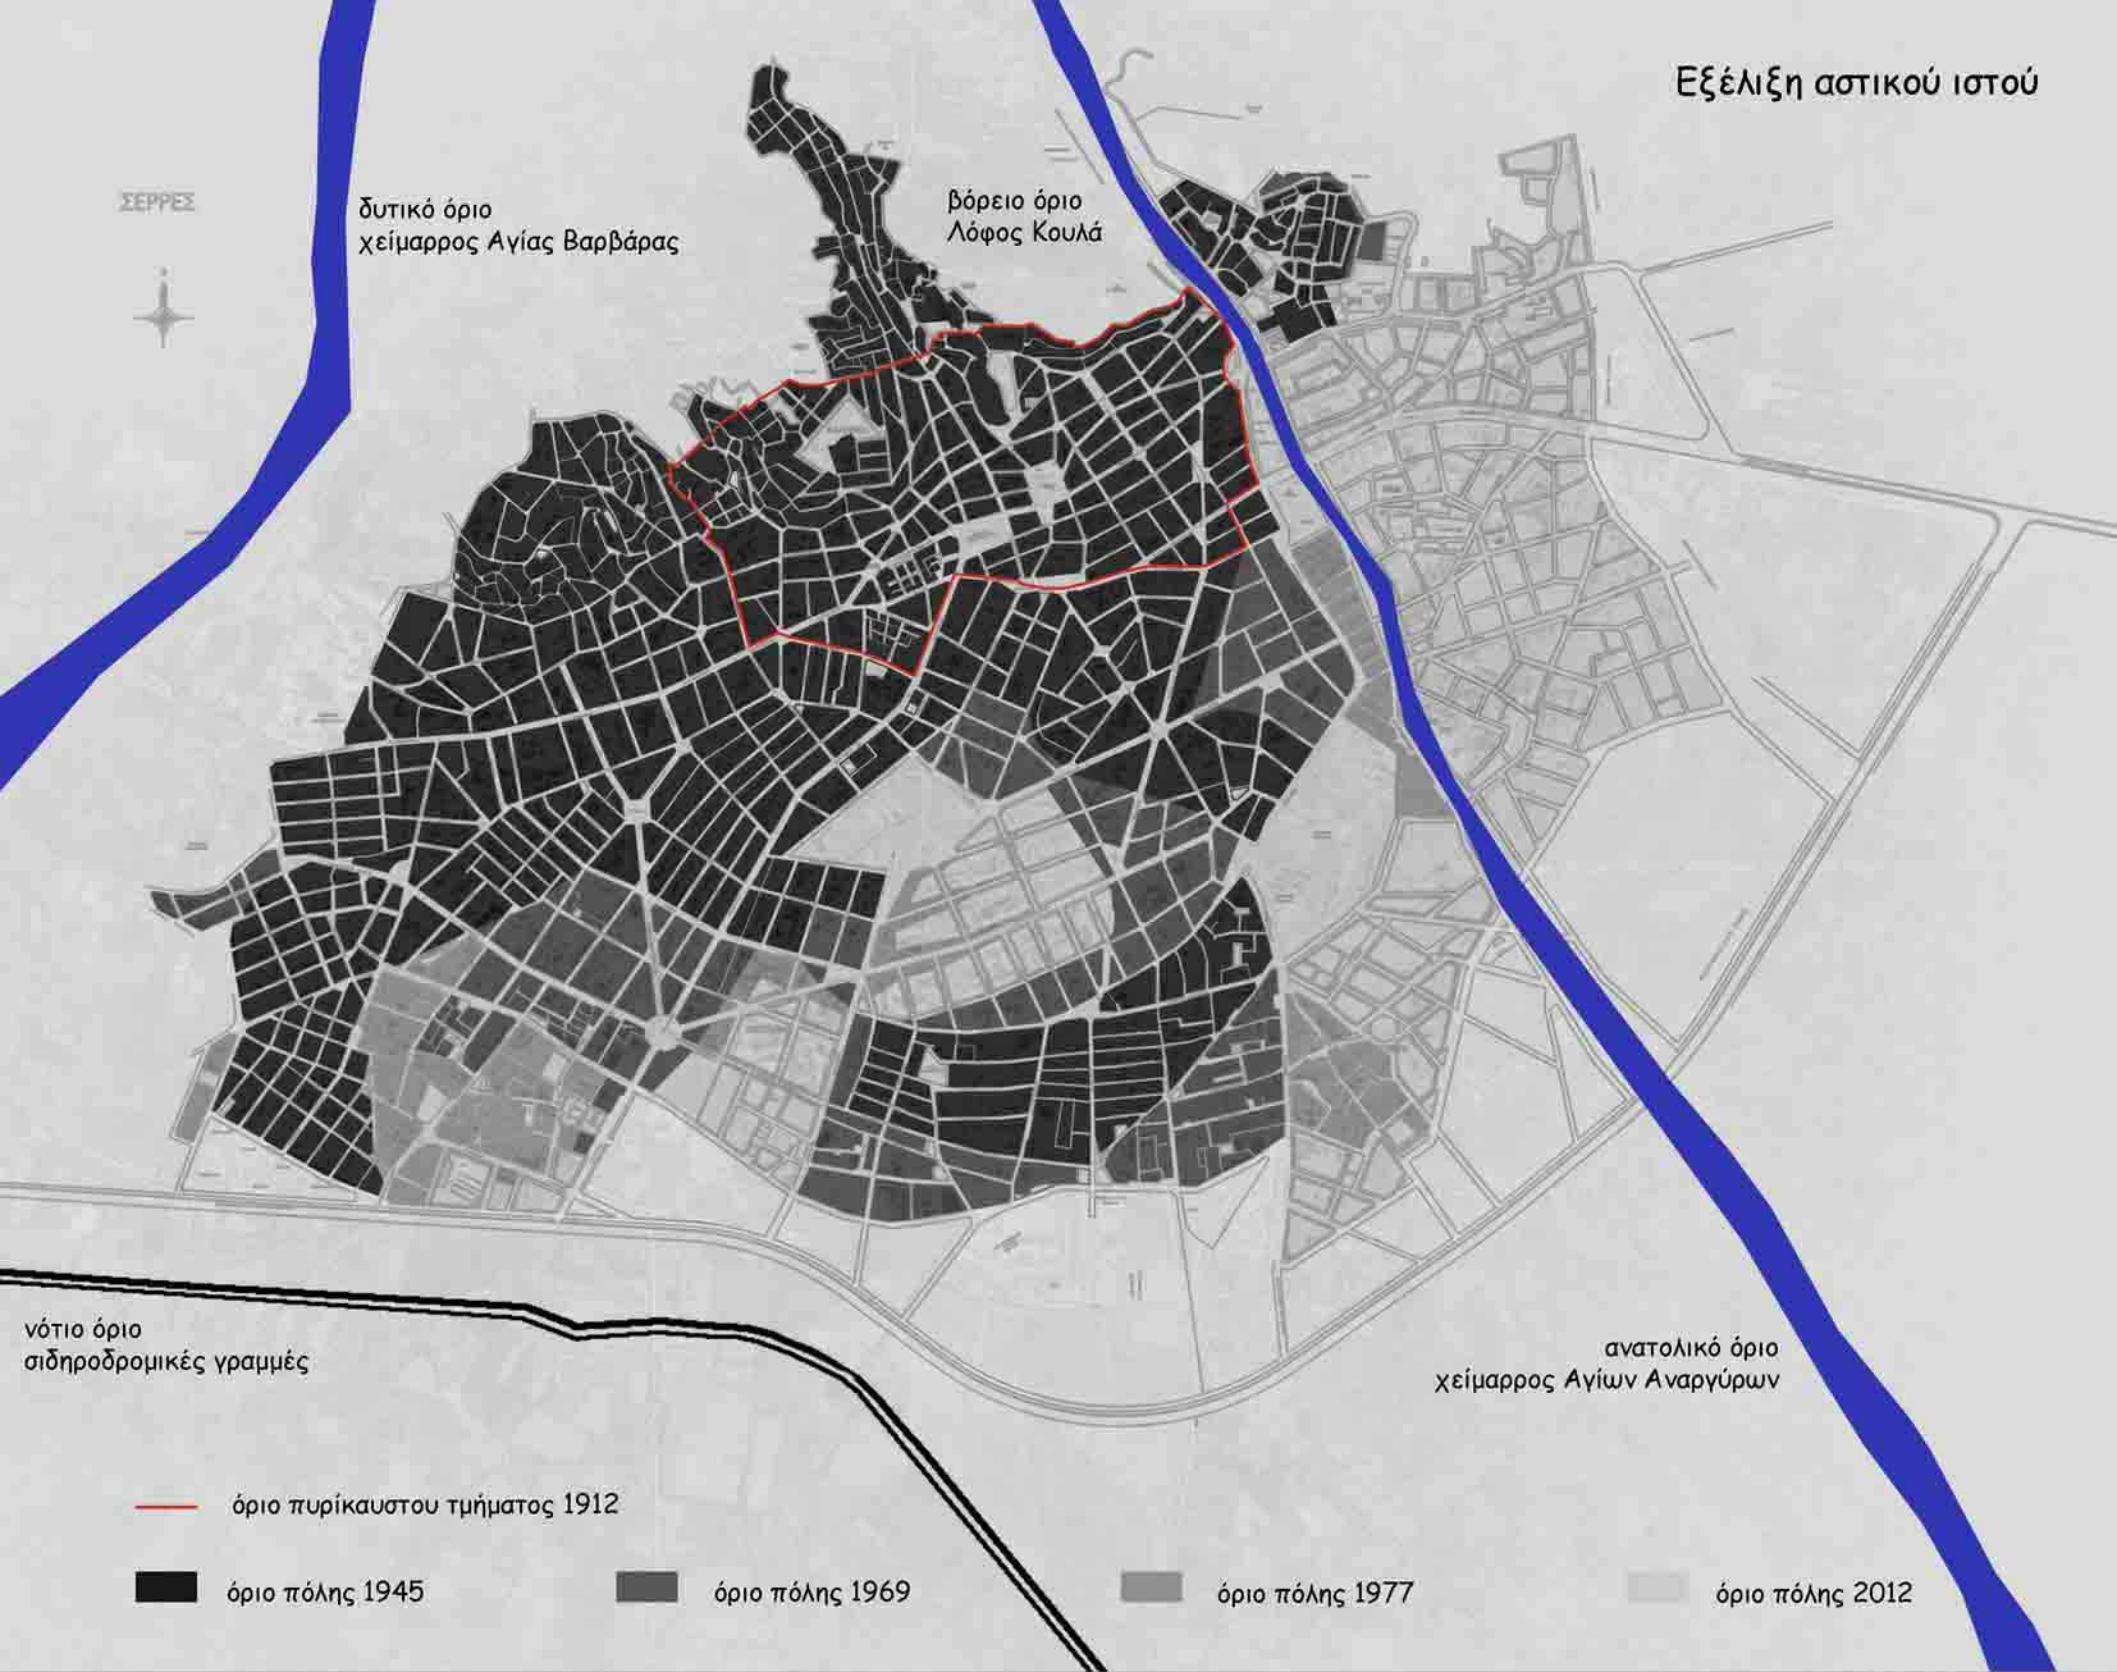 Εξέλιξη αστικού ιστού
ΣΕΡΡΕΣ
δυτικό όριο
χείμαρρος Αγίας Βαρβάρας
βόρειο όριο
Λόφος Κουλά
νότιο όριο
σιδηροδρομικές γραμμές
ανατολικό όριο
χείμαρρος Αγίων Αναργύρων
όριο πυρίκαυστου τμήματος 1912
όριο πόλης 1945
όριο πόλης 1969
όριο πόλης 1977
όριο πόλης 2012